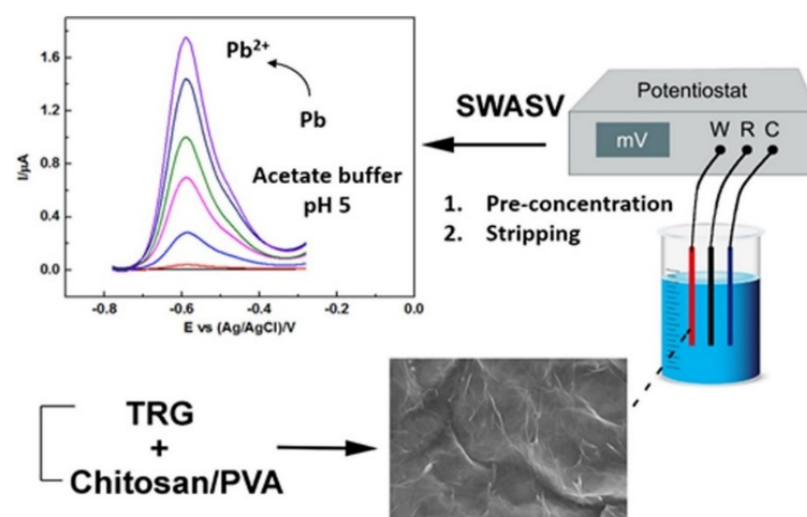 1.6
1.2
0.8
0.4
0.0
I/µA
Pb²⁺
Pb
Acetate buffer
pH 5
-0.8
-0.6
-0.4
-0.2
0.0
E vs (Ag/AgCl)/V
SWASV
1. Pre-concentration
2. Stripping
Potentiostat
mV
W R C
TRG
+
Chitosan/PVA